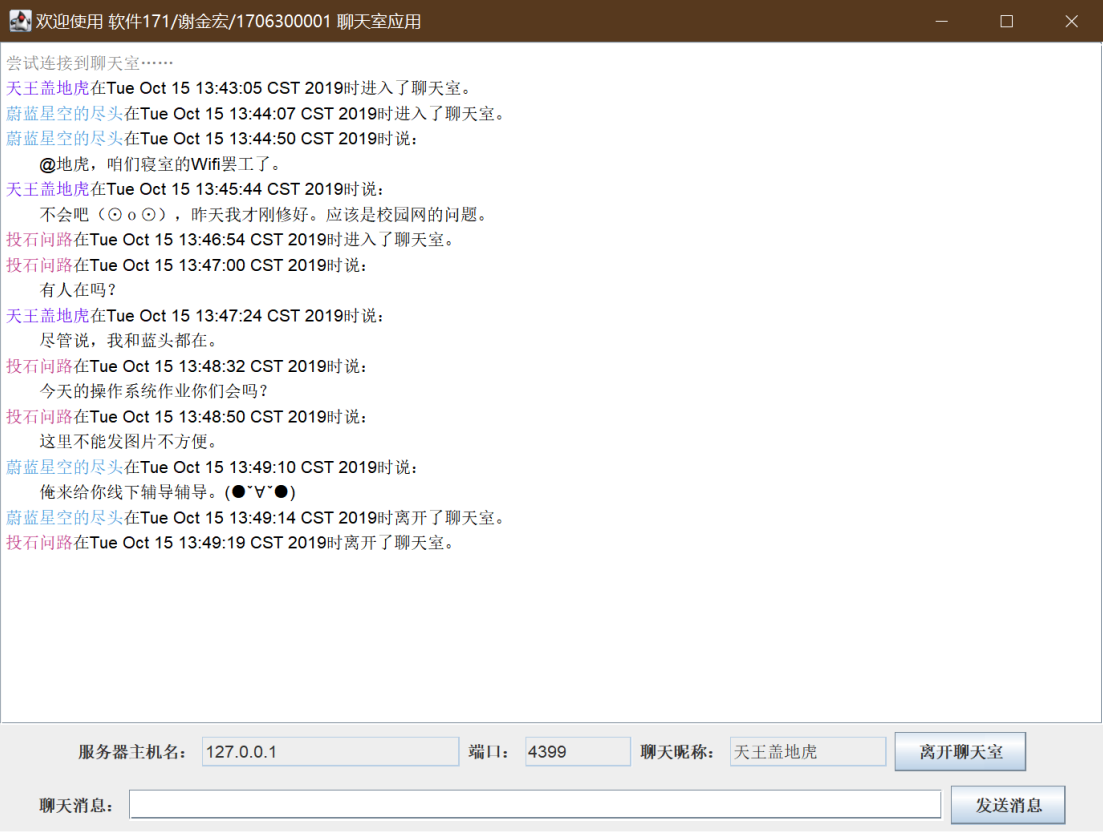 欢迎使用 软件171/谢金宏/1706300001 聊天室应用
尝试连接到聊天室……
天王盖地虎在Tue Oct 15 13:43:05 CST 2019时进入了聊天室。
蔚蓝星空的尽头在Tue Oct 15 13:44:07 CST 2019时进入了聊天室。
蔚蓝星空的尽头在Tue Oct 15 13:44:50 CST 2019时说:
@地虎，咱们寝室的Wifi罢工了。
天王盖地虎在Tue Oct 15 13:45:44 CST 2019时说:
不会吧（⊙ｏ⊙），昨天我才刚修好。应该是校园网的问题。
投石问路在Tue Oct 15 13:46:54 CST 2019时进入了聊天室。
投石问路在Tue Oct 15 13:47:00 CST 2019时说:
有人在吗？
天王盖地虎在Tue Oct 15 13:47:24 CST 2019时说:
尽管说，我和蓝头都在。
投石问路在Tue Oct 15 13:48:32 CST 2019时说:
今天的操作系统作业你们会吗？
投石问路在Tue Oct 15 13:48:50 CST 2019时说:
这里不能发图片不方便。
蔚蓝星空的尽头在Tue Oct 15 13:49:10 CST 2019时说:
俺来给你线下辅导辅导。(●ˇ∀ˇ●)
蔚蓝星空的尽头在Tue Oct 15 13:49:14 CST 2019时离开了聊天室。
投石问路在Tue Oct 15 13:49:19 CST 2019时离开了聊天室。
服务器主机名： 127.0.0.1 端口： 4399 聊天昵称： 天王盖地虎 离开聊天室
聊天消息： 发送消息